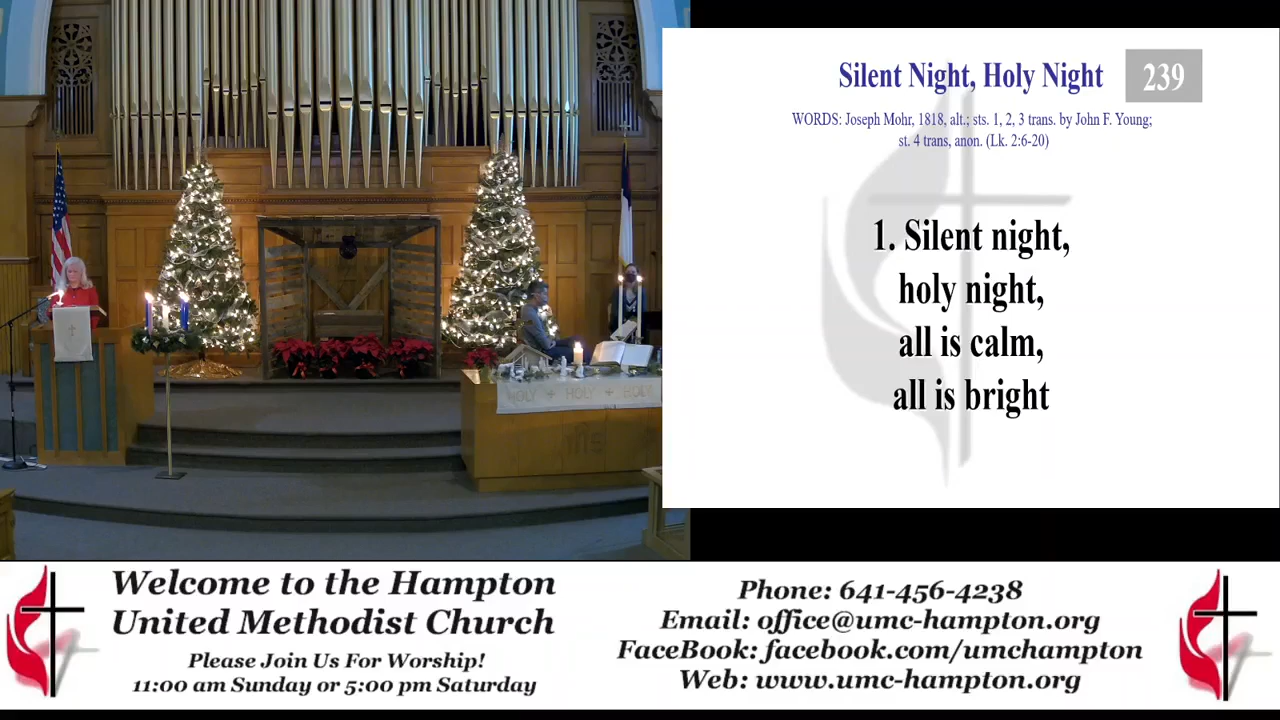 Silent Night, Holy Night
239
WORDS: Joseph Mohr, 1818, alt.; sts. 1, 2, 3 trans. by John F. Young;
st. 4 trans, anon. (Lk. 2:6-20)
1. Silent night,
holy night,
all is calm,
all is bright
HOLY + HOLY + HOLY
Welcome to the Hampton
United Methodist Church
Please Join Us For Worship!
11:00 am Sunday or 5:00 pm Saturday
Phone: 641-456-4238
Email: office@umc-hampton.org
FaceBook: facebook.com/umchampton
Web: www.umc-hampton.org